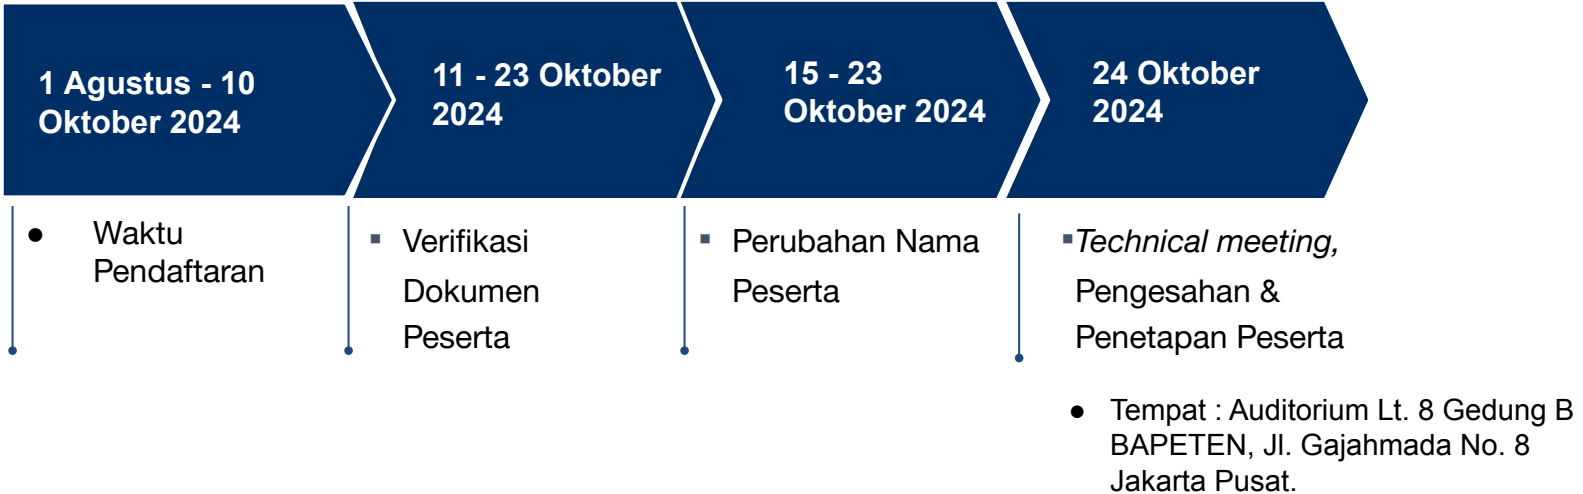 1 Agustus - 10
Oktober 2024
11 - 23 Oktober
2024
15 - 23
Oktober 2024
24 Oktober
2024
● Waktu
Pendaftaran
▪ Verifikasi
Dokumen
Peserta
▪ Perubahan Nama
Peserta
▪Technical meeting,
Pengesahan &
Penetapan Peserta
● Tempat : Auditorium Lt. 8 Gedung B
BAPETEN, Jl. Gajahmada No. 8
Jakarta Pusat.